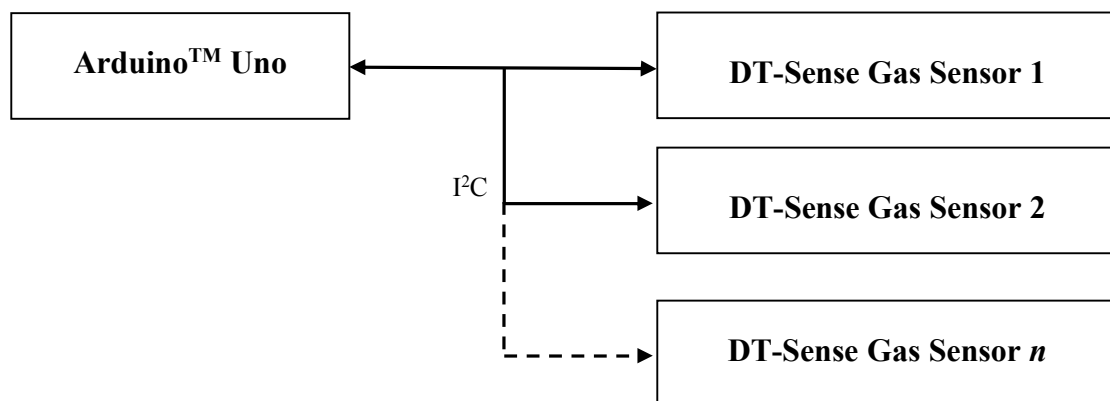 Arduino™ Uno
DT-Sense Gas Sensor 1
I²C
DT-Sense Gas Sensor 2
DT-Sense Gas Sensor n